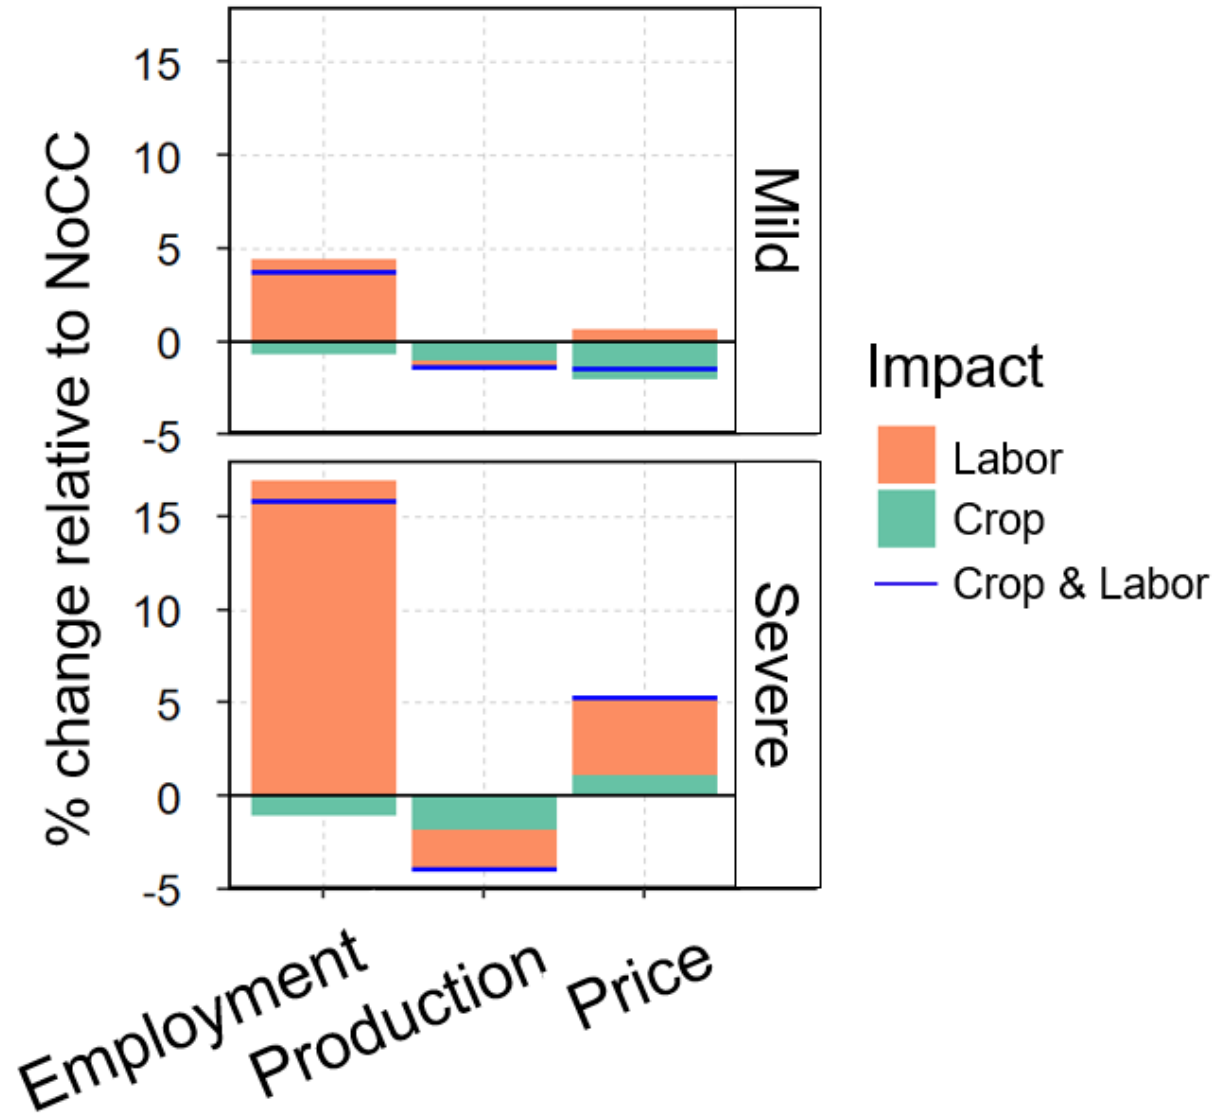 % change relative to NoCC
15
10
5
0
-5
Mild
15
10
5
0
-5
Severe
Employment
Production
Price
Impact
Labor
Crop
Crop & Labor